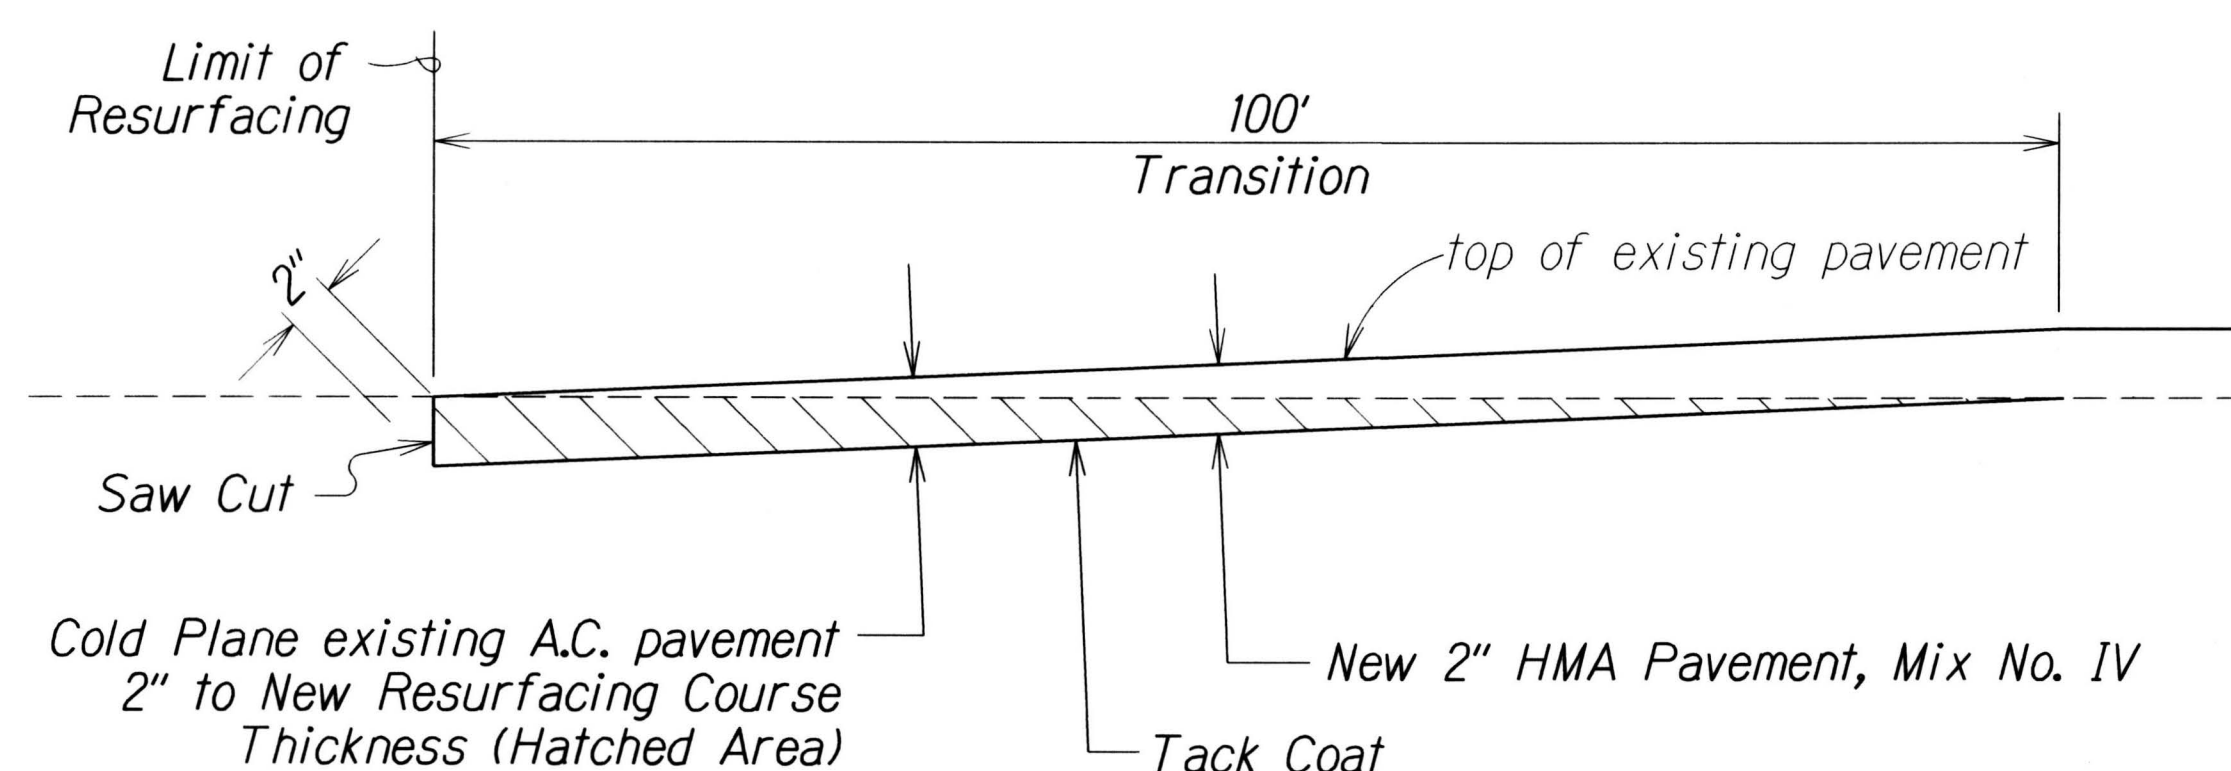 Limit of
Resurfacing
100'
Transition
top of existing pavement
2"
Saw Cut
Cold Plane existing A.C. pavement
2" to New Resurfacing Course
Thickness (Hatched Area)
New 2" HMA Pavement, Mix No. IV
Tack Coat